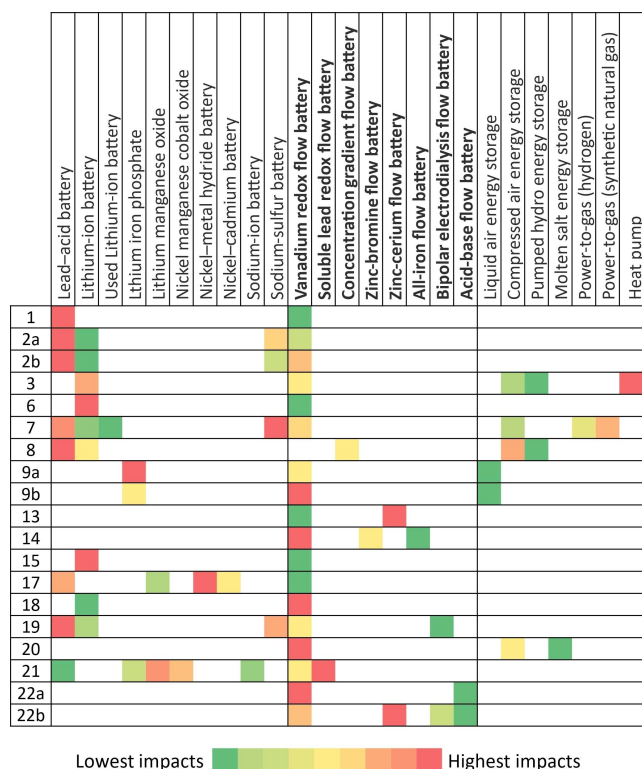 Lead–acid battery
Lithium-ion battery
Used Lithium-ion battery
Lthium iron phosphate
Lithium manganese oxide
Nickel manganese cobalt oxide
Nickel–metal hydride battery
Nickel–cadmium battery
Sodium-ion battery
Sodium-sulfur battery
Vanadium redox flow battery
Soluble lead redox flow battery
Concentration gradient flow battery
Zinc-bromine flow battery
Zinc-cerium flow battery
All-iron flow battery
Bipolar electrodialysis flow battery
Acid-base flow battery
Liquid air energy storage
Compressed air energy storage
Pumped hydro energy storage
Molten salt energy storage
Power-to-gas (hydrogen)
Power-to-gas (synthetic natural gas)
Heat pump
1
2a
2b
3
6
7
8
9a
9b
13
14
15
17
18
19
20
21
22a
22b
Lowest impacts Highest impacts